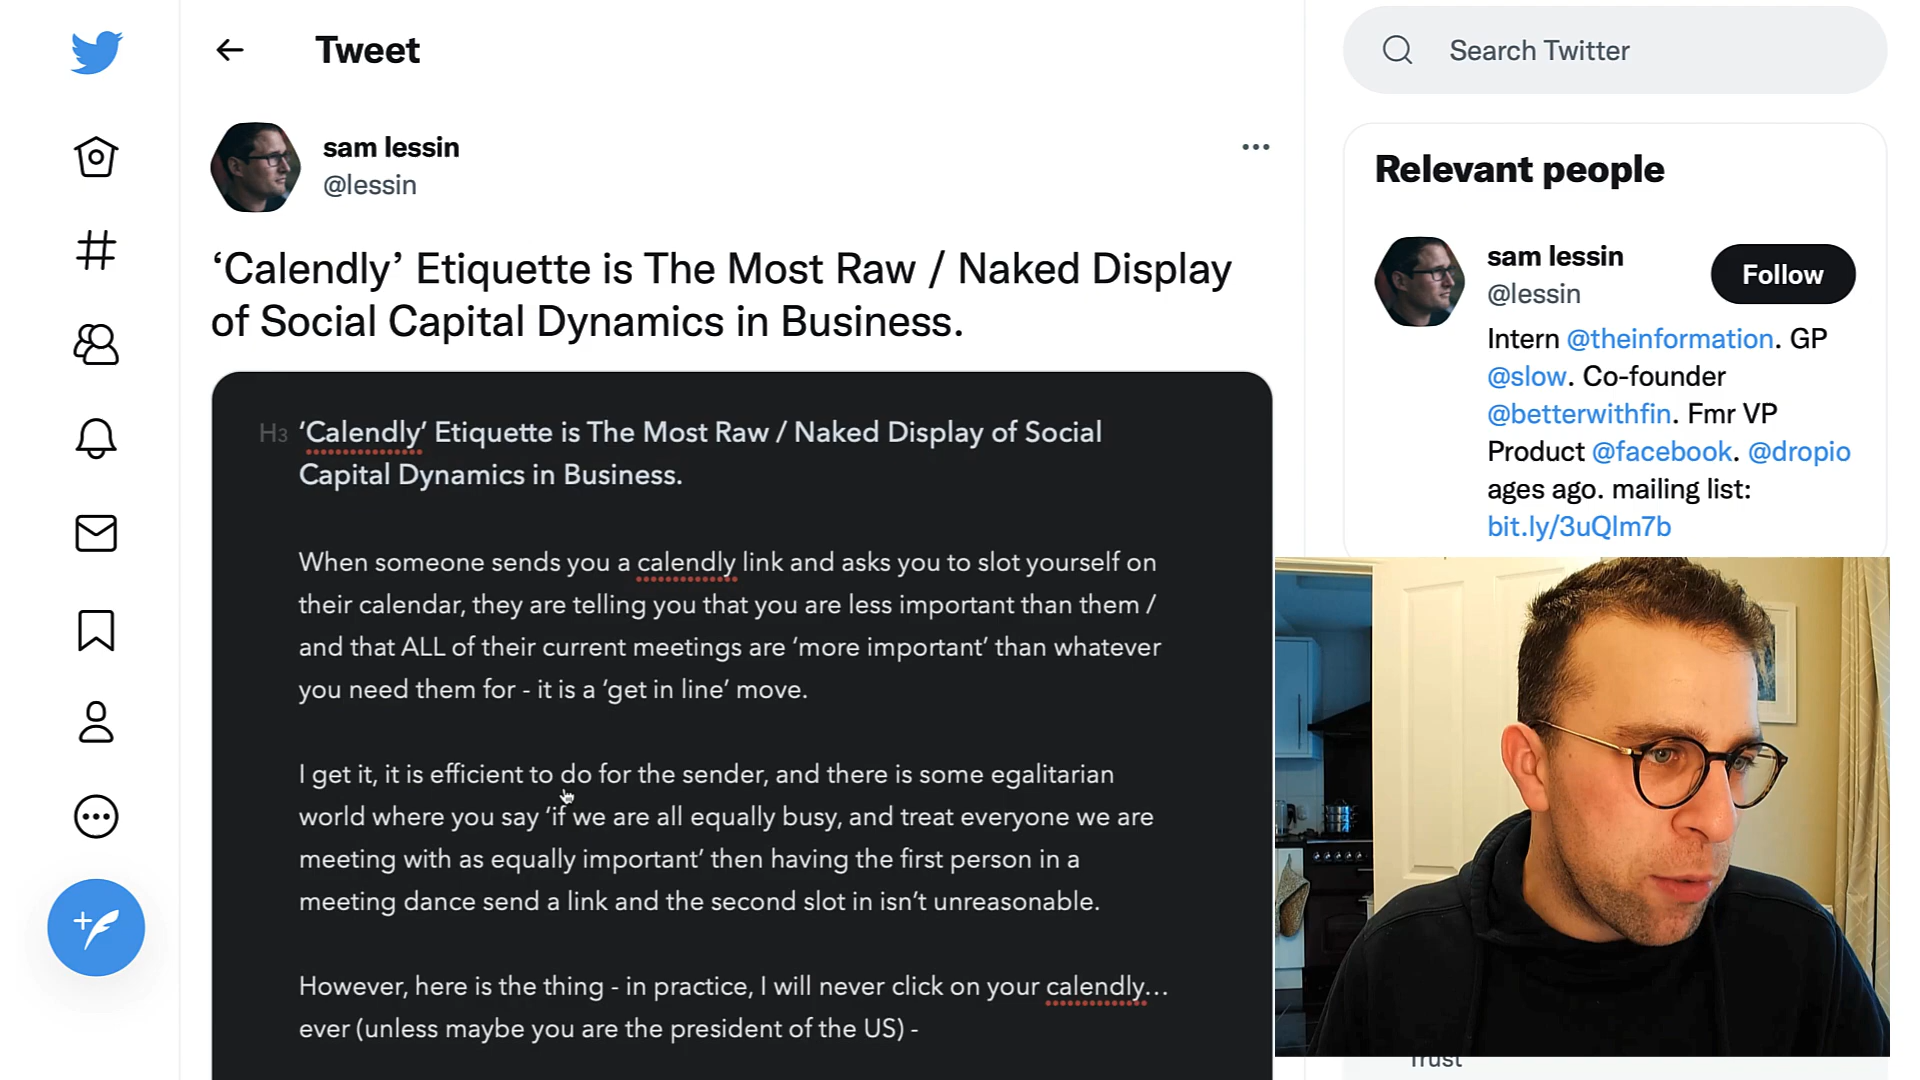 Tweet
Search Twitter
sam lessin
@lessin
‘Calendly’ Etiquette is The Most Raw / Naked Display
of Social Capital Dynamics in Business.
H3 ‘Calendly’ Etiquette is The Most Raw / Naked Display of Social
Capital Dynamics in Business.
When someone sends you a calendly link and asks you to slot yourself on
their calendar, they are telling you that you are less important than them /
and that ALL of their current meetings are ‘more important’ than whatever
you need them for - it is a ‘get in line’ move.
I get it, it is efficient to do for the sender, and there is some egalitarian
world where you say ‘if we are all equally busy, and treat everyone we are
meeting with as equally important’ then having the first person in a
meeting dance send a link and the second slot in isn’t unreasonable.
However, here is the thing - in practice, I will never click on your calendly...
ever (unless maybe you are the president of the US) -
Relevant people
sam lessin
@lessin
Follow
Intern @theinformation. GP
@slow. Co-founder
@betterwithfin. Fmr VP
Product @facebook. @dropio
ages ago. mailing list:
bit.ly/3uQlm7b
Trust